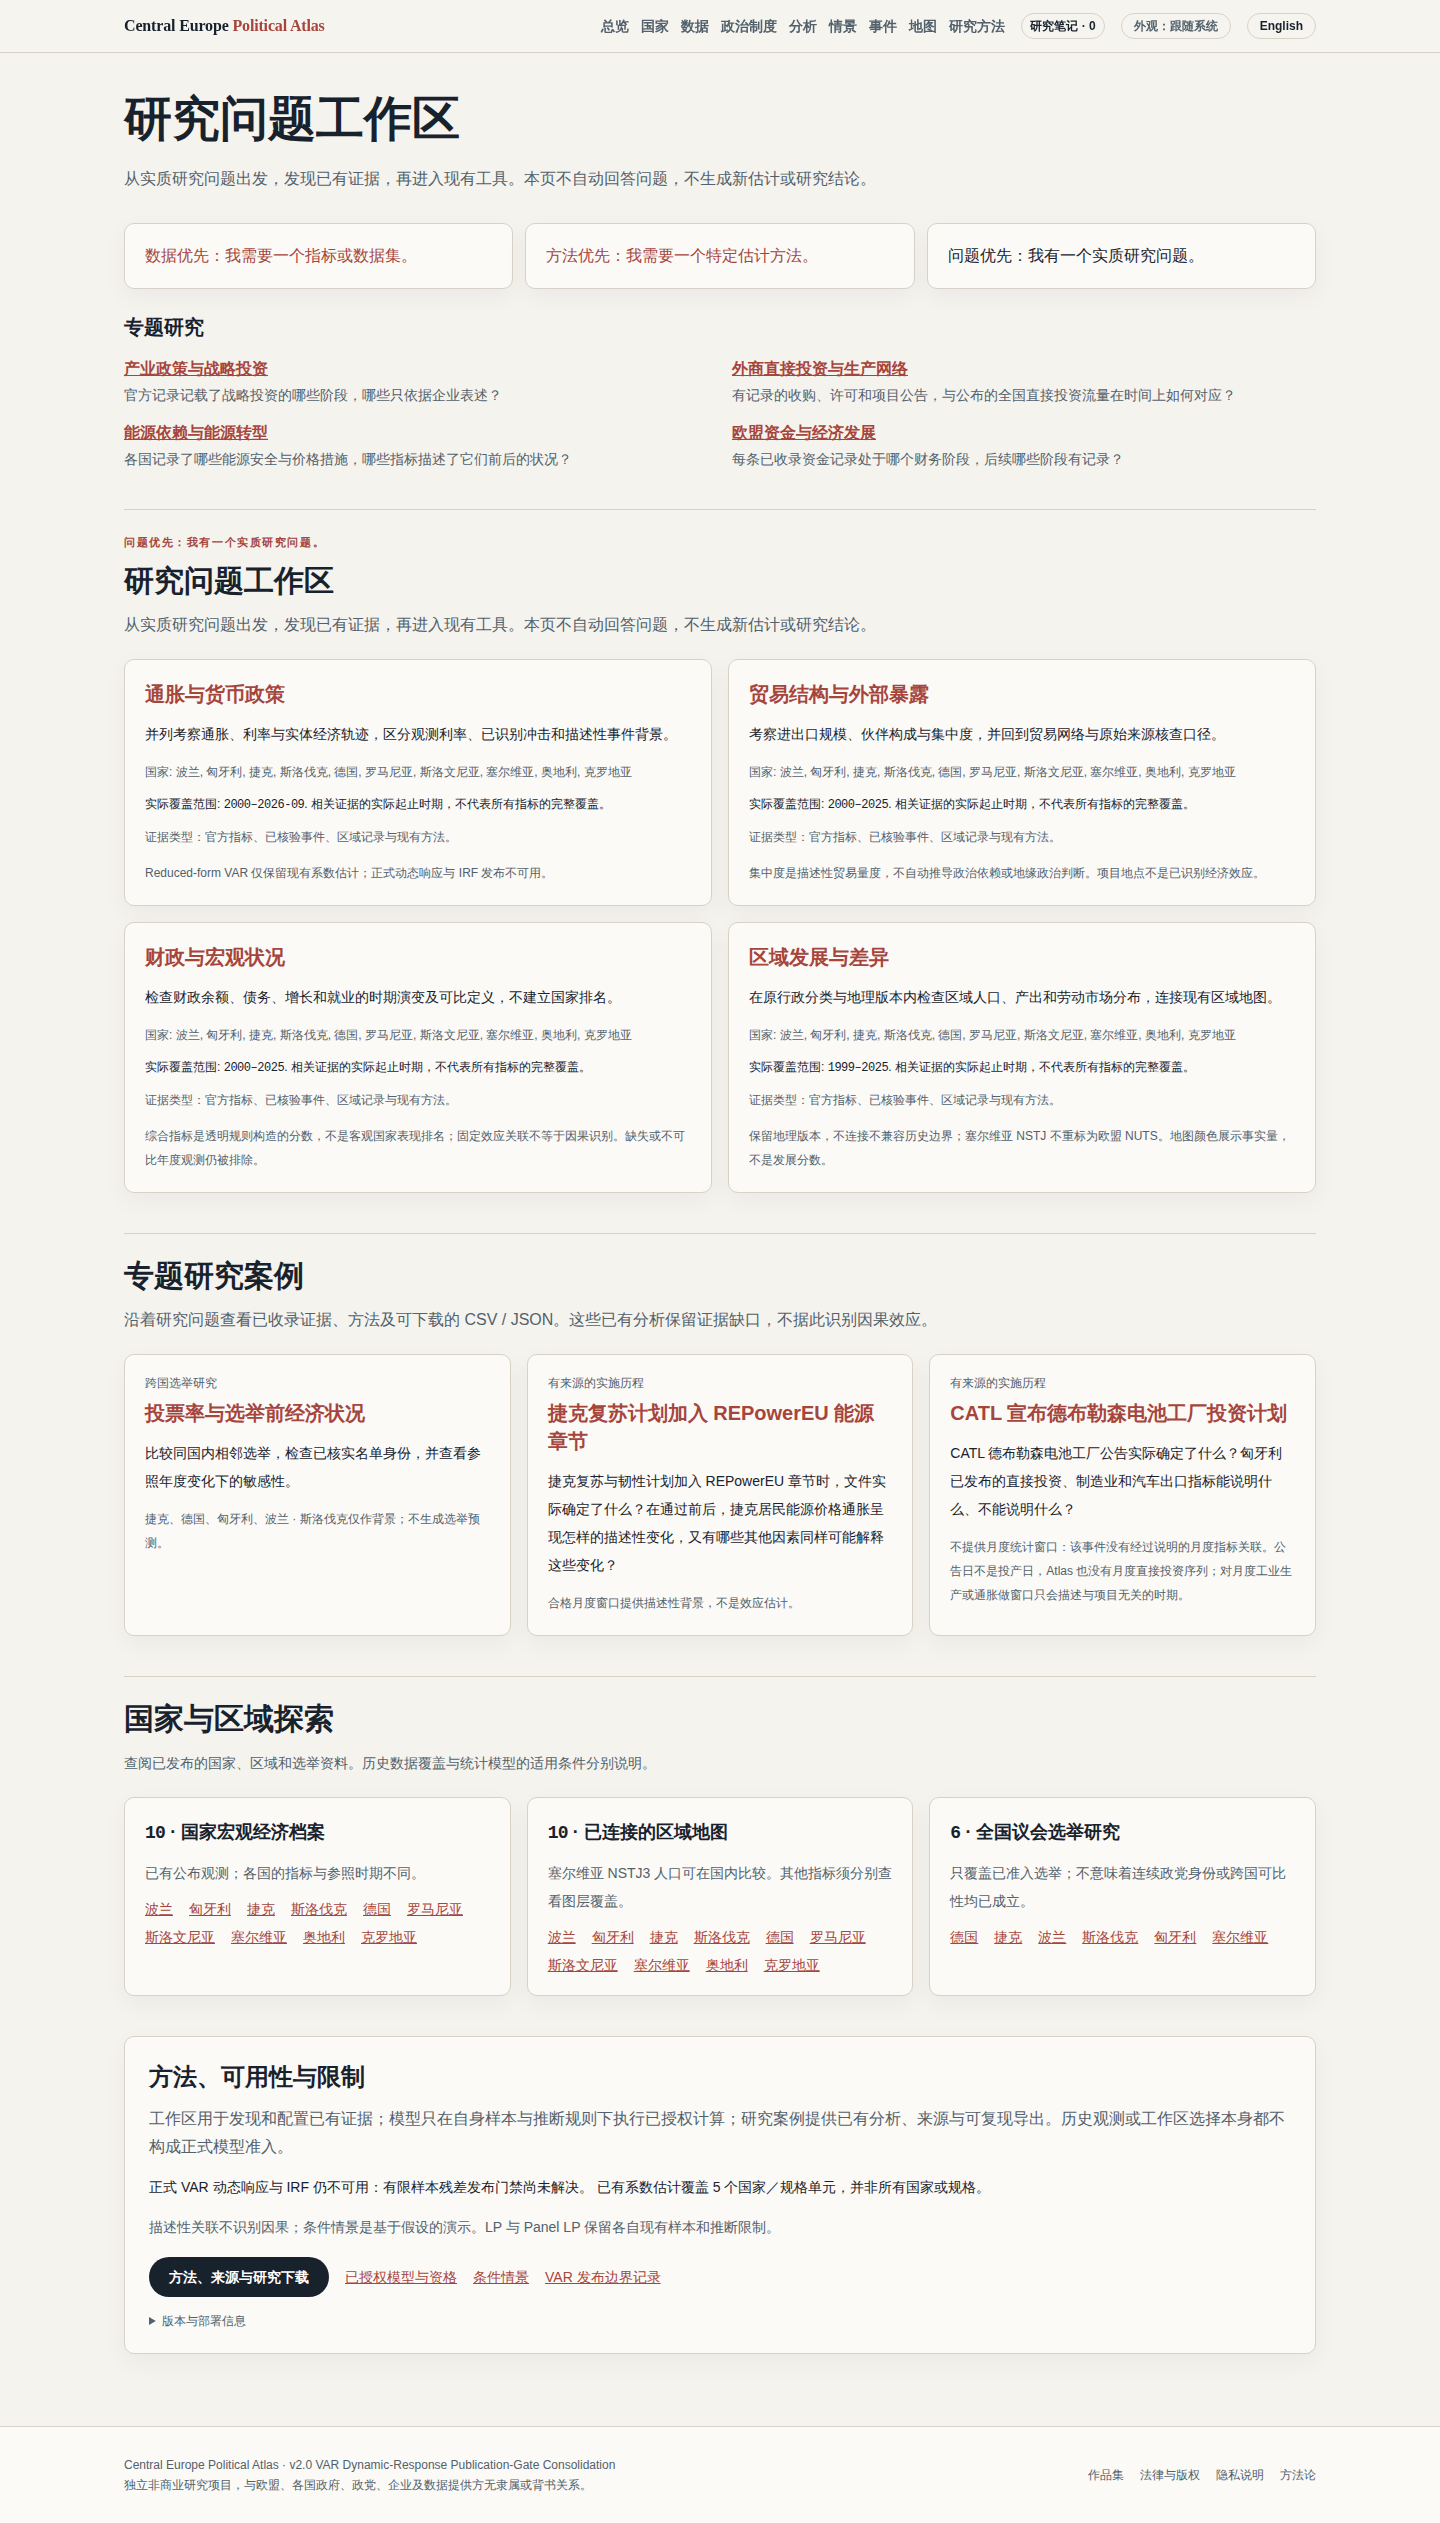 Central Europe Political Atlas
总览 国家 数据 政治制度 分析 情景 事件 地图 研究方法 研究笔记 · 0 外观：跟随系统 English
研究问题工作区
从实质研究问题出发，发现已有证据，再进入现有工具。本页不自动回答问题，不生成新估计或研究结论。
数据优先：我需要一个指标或数据集。
方法优先：我需要一个特定估计方法。
问题优先：我有一个实质研究问题。
专题研究
产业政策与战略投资
官方记录记载了战略投资的哪些阶段，哪些只依据企业表述？
外商直接投资与生产网络
有记录的收购、许可和项目公告，与公布的全国直接投资流量在时间上如何对应？
能源依赖与能源转型
各国记录了哪些能源安全与价格措施，哪些指标描述了它们前后的状况？
欧盟资金与经济发展
每条已收录资金记录处于哪个财务阶段，后续哪些阶段有记录？
问题优先：我有一个实质研究问题。
研究问题工作区
从实质研究问题出发，发现已有证据，再进入现有工具。本页不自动回答问题，不生成新估计或研究结论。
通胀与货币政策
并列考察通胀、利率与实体经济轨迹，区分观测利率、已识别冲击和描述性事件背景。
国家: 波兰, 匈牙利, 捷克, 斯洛伐克, 德国, 罗马尼亚, 斯洛文尼亚, 塞尔维亚, 奥地利, 克罗地亚
实际覆盖范围: 2000–2026-09. 相关证据的实际起止时期，不代表所有指标的完整覆盖。
证据类型：官方指标、已核验事件、区域记录与现有方法。
Reduced-form VAR 仅保留现有系数估计；正式动态响应与 IRF 发布不可用。
贸易结构与外部暴露
考察进出口规模、伙伴构成与集中度，并回到贸易网络与原始来源核查口径。
国家: 波兰, 匈牙利, 捷克, 斯洛伐克, 德国, 罗马尼亚, 斯洛文尼亚, 塞尔维亚, 奥地利, 克罗地亚
实际覆盖范围: 2000–2025. 相关证据的实际起止时期，不代表所有指标的完整覆盖。
证据类型：官方指标、已核验事件、区域记录与现有方法。
集中度是描述性贸易量度，不自动推导政治依赖或地缘政治判断。项目地点不是已识别经济效应。
财政与宏观状况
检查财政余额、债务、增长和就业的时期演变及可比定义，不建立国家排名。
国家: 波兰, 匈牙利, 捷克, 斯洛伐克, 德国, 罗马尼亚, 斯洛文尼亚, 塞尔维亚, 奥地利, 克罗地亚
实际覆盖范围: 2000–2025. 相关证据的实际起止时期，不代表所有指标的完整覆盖。
证据类型：官方指标、已核验事件、区域记录与现有方法。
综合指标是透明规则构造的分数，不是客观国家表现排名；固定效应关联不等于因果识别。缺失或不可
比年度观测仍被排除。
区域发展与差异
在原行政分类与地理版本内检查区域人口、产出和劳动市场分布，连接现有区域地图。
国家: 波兰, 匈牙利, 捷克, 斯洛伐克, 德国, 罗马尼亚, 斯洛文尼亚, 塞尔维亚, 奥地利, 克罗地亚
实际覆盖范围: 1999–2025. 相关证据的实际起止时期，不代表所有指标的完整覆盖。
证据类型：官方指标、已核验事件、区域记录与现有方法。
保留地理版本，不连接不兼容历史边界；塞尔维亚 NSTJ 不重标为欧盟 NUTS。地图颜色展示事实量，
不是发展分数。
专题研究案例
沿着研究问题查看已收录证据、方法及可下载的 CSV / JSON。这些已有分析保留证据缺口，不据此识别因果效应。
跨国选举研究
投票率与选举前经济状况
比较同国内相邻选举，检查已核实名单身份，并查看参
照年度变化下的敏感性。
捷克、德国、匈牙利、波兰 · 斯洛伐克仅作背景；不生成选举预
测。
有来源的实施历程
捷克复苏计划加入 REPowerEU 能源
章节
捷克复苏与韧性计划加入 REPowerEU 章节时，文件实
际确定了什么？在通过前后，捷克居民能源价格通胀呈
现怎样的描述性变化，又有哪些其他因素同样可能解释
这些变化？
合格月度窗口提供描述性背景，不是效应估计。
有来源的实施历程
CATL 宣布德布勒森电池工厂投资计划
CATL 德布勒森电池工厂公告实际确定了什么？匈牙利
已发布的直接投资、制造业和汽车出口指标能说明什
么、不能说明什么？
不提供月度统计窗口：该事件没有经过说明的月度指标关联。公
告日不是投产日，Atlas 也没有月度直接投资序列；对月度工业生
产或通胀做窗口只会描述与项目无关的时期。
国家与区域探索
查阅已发布的国家、区域和选举资料。历史数据覆盖与统计模型的适用条件分别说明。
10 · 国家宏观经济档案
已有公布观测；各国的指标与参照时期不同。
波兰 匈牙利 捷克 斯洛伐克 德国 罗马尼亚
斯洛文尼亚 塞尔维亚 奥地利 克罗地亚
10 · 已连接的区域地图
塞尔维亚 NSTJ3 人口可在国内比较。其他指标须分别查
看图层覆盖。
波兰 匈牙利 捷克 斯洛伐克 德国 罗马尼亚
斯洛文尼亚 塞尔维亚 奥地利 克罗地亚
6 · 全国议会选举研究
只覆盖已准入选举；不意味着连续政党身份或跨国可比
性均已成立。
德国 捷克 波兰 斯洛伐克 匈牙利 塞尔维亚
方法、可用性与限制
工作区用于发现和配置已有证据；模型只在自身样本与推断规则下执行已授权计算；研究案例提供已有分析、来源与可复现导出。历史观测或工作区选择本身都不
构成正式模型准入。
正式 VAR 动态响应与 IRF 仍不可用：有限样本残差发布门禁尚未解决。 已有系数估计覆盖 5 个国家／规格单元，并非所有国家或规格。
描述性关联不识别因果；条件情景是基于假设的演示。LP 与 Panel LP 保留各自现有样本和推断限制。
方法、来源与研究下载 已授权模型与资格 条件情景 VAR 发布边界记录
▶ 版本与部署信息
Central Europe Political Atlas · v2.0 VAR Dynamic-Response Publication-Gate Consolidation
独立非商业研究项目，与欧盟、各国政府、政党、企业及数据提供方无隶属或背书关系。
作品集 法律与版权 隐私说明 方法论